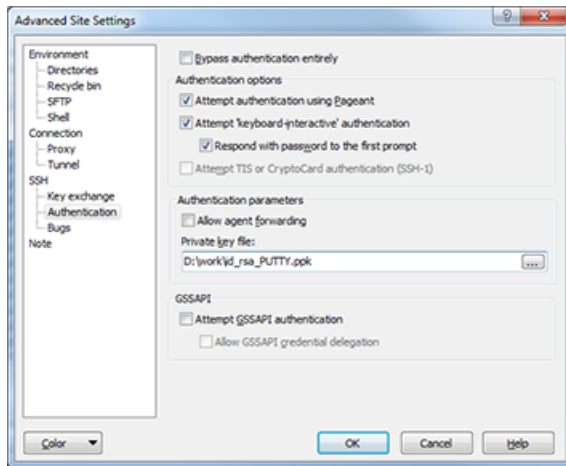 Advanced Site Settings
Environment
Directories
Recycle bin
SFTP
Shell
Connection
Proxy
Tunnel
SSH
Key exchange
Authentication
Bugs
Note
Bypass authentication entirely
Authentication options
Attempt authentication using Pageant
Attempt 'keyboard-interactive' authentication
Respond with password to the first prompt
Attempt TIS or CryptoCard authentication (SSH-1)
Authentication parameters
Allow agent forwarding
Private key file:
D:\work\id_rsa_PUTTY.ppk
...
GSSAPI
Attempt GSSAPI authentication
Allow GSSAPI credential delegation
Color
OK
Cancel
Help